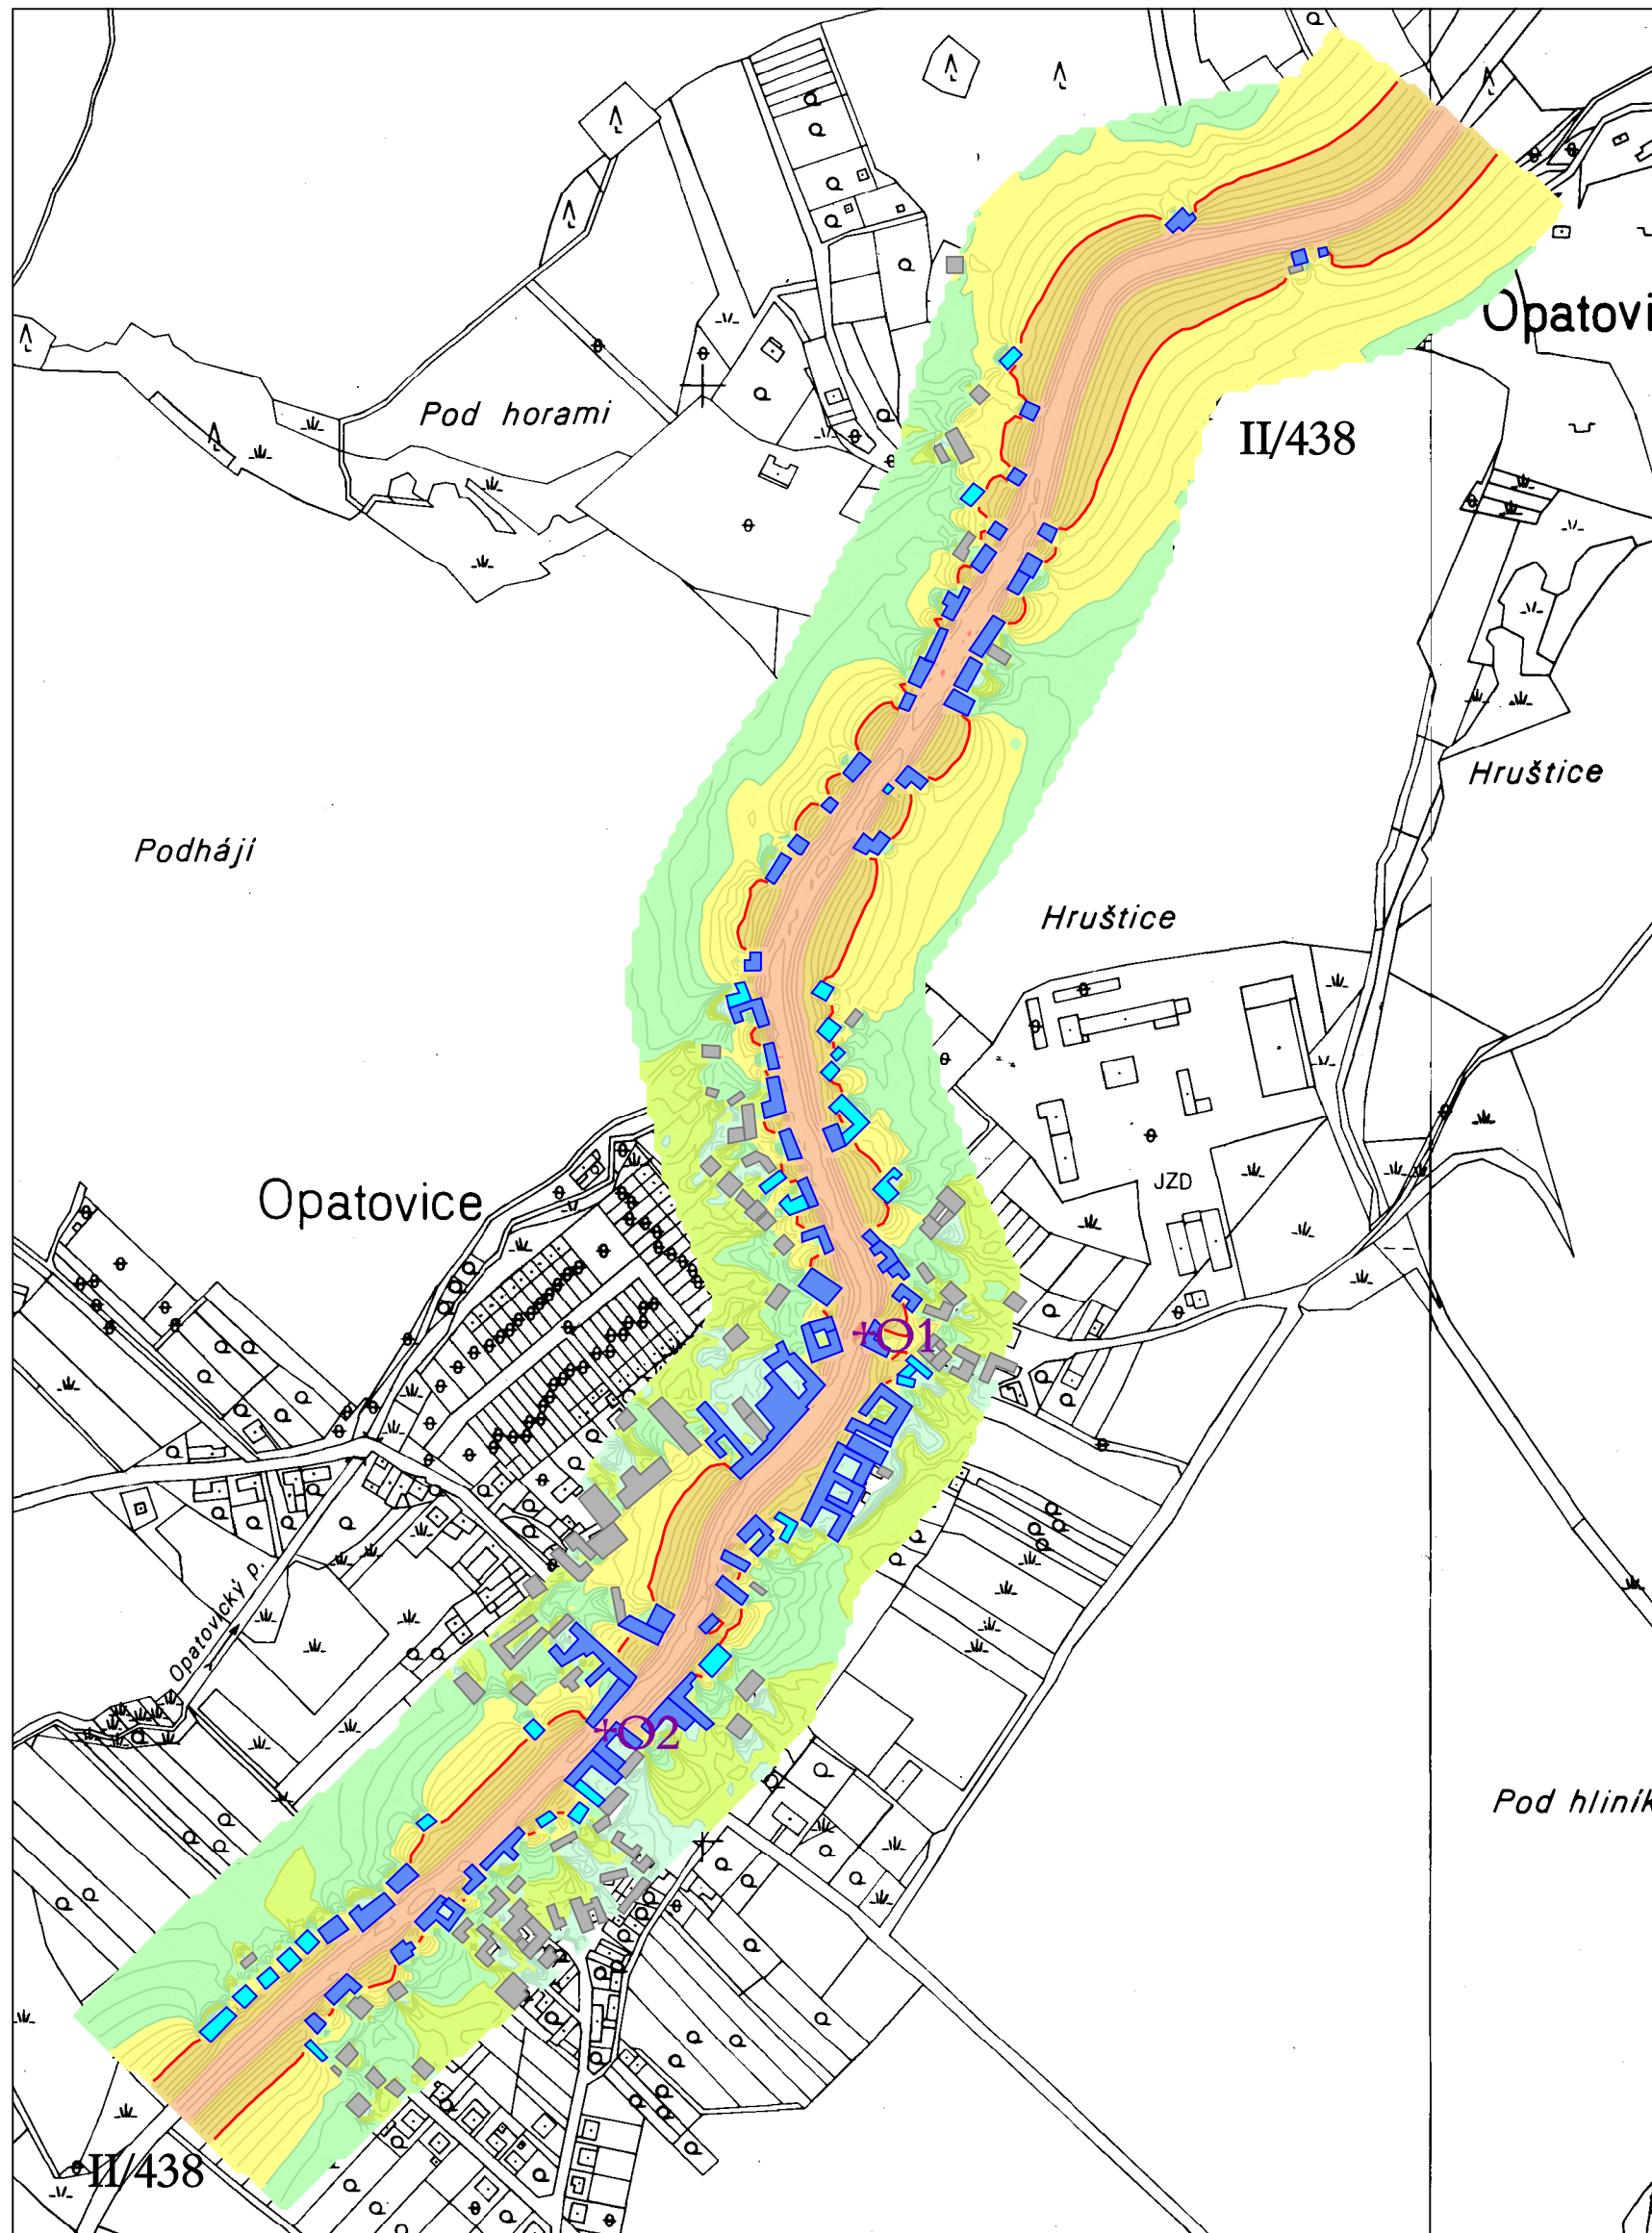 Opatovi
Pod horami
II/438
Hruštice
Podhájí
Hruštice
JZD
Opatovice
O1
Opatovický p.
O2
Pod hliník
II/438